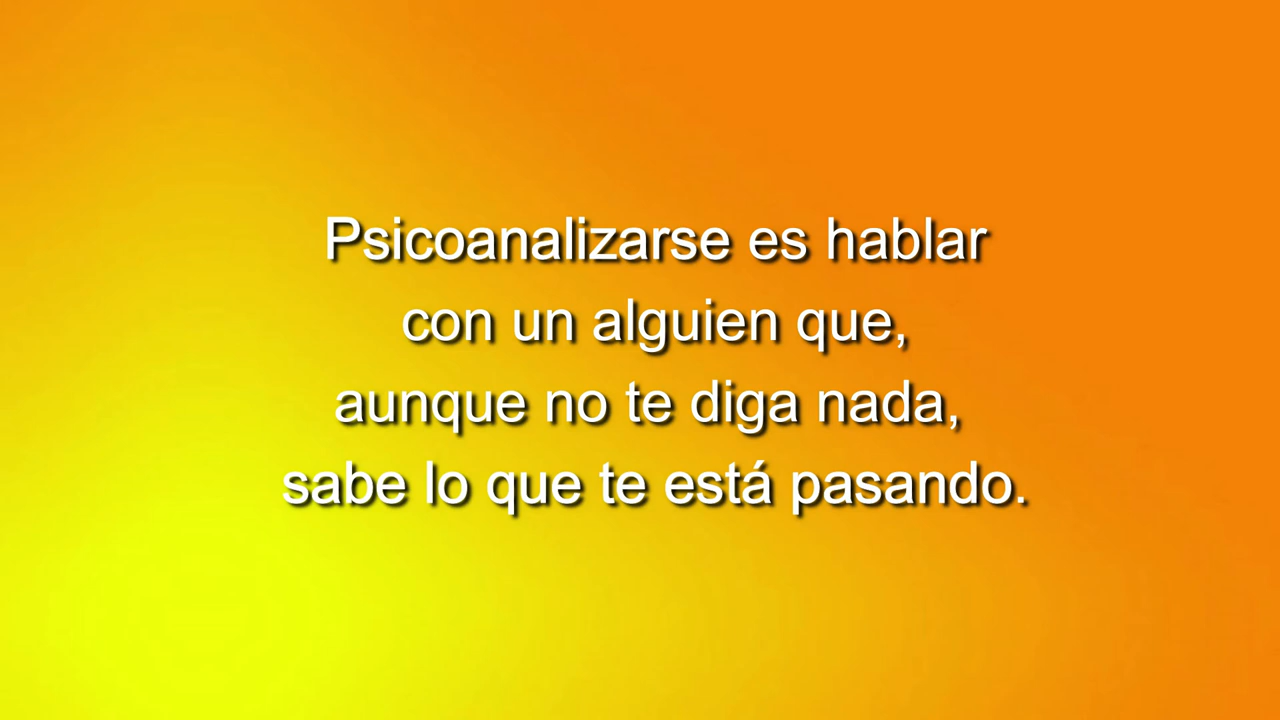 Psicoanalizarse es hablar
con un alguien que,
aunque no te diga nada,
sabe lo que te está pasando.